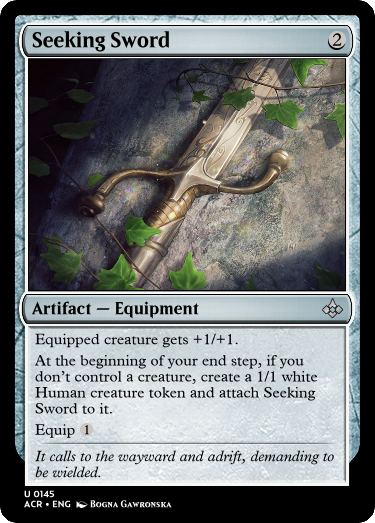 Seeking Sword 2
Artifact — Equipment
Equipped creature gets +1/+1.
At the beginning of your end step, if you
don't control a creature, create a 1/1 white
Human creature token and attach Seeking
Sword to it.
Equip 1
It calls to the wayward and adrift, demanding to
be wielded.
U 0145
ACR • ENG Bogna Gawronska